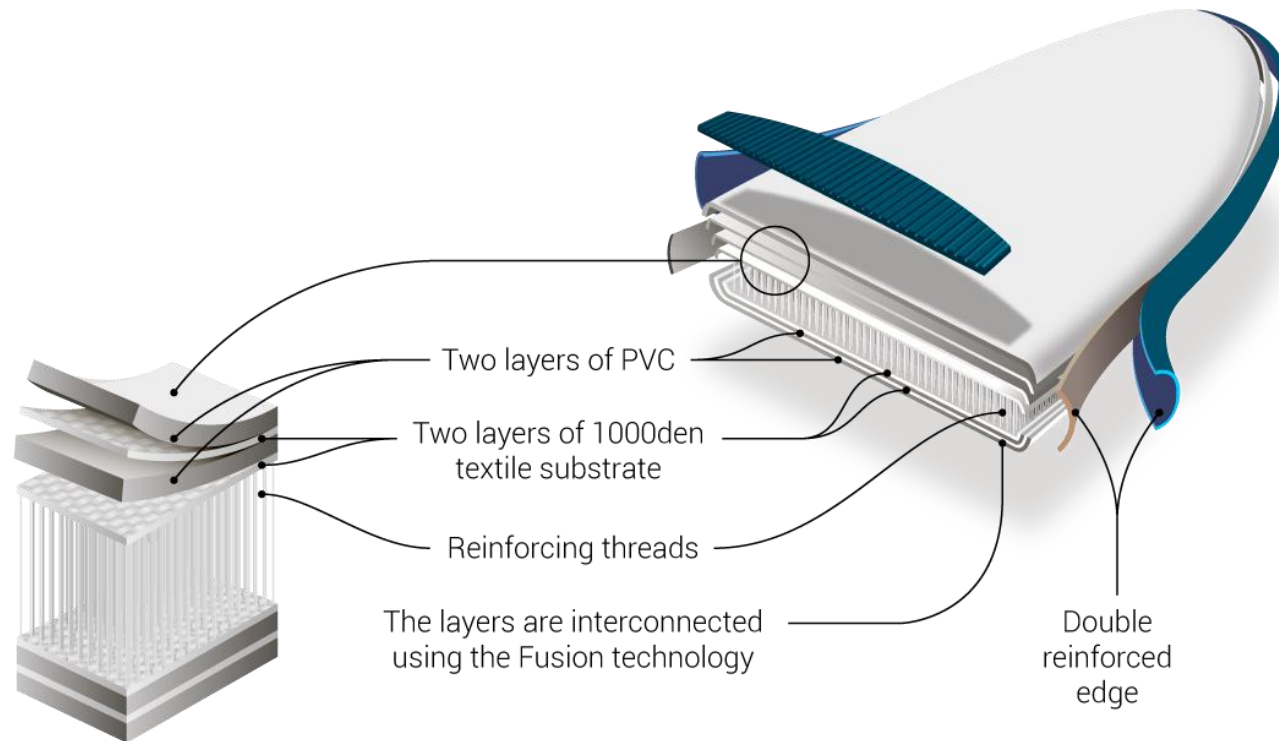 Two layers of PVC
Two layers of 1000den
textile substrate
Reinforcing threads
The layers are interconnected
using the Fusion technology
Double
reinforced
edge